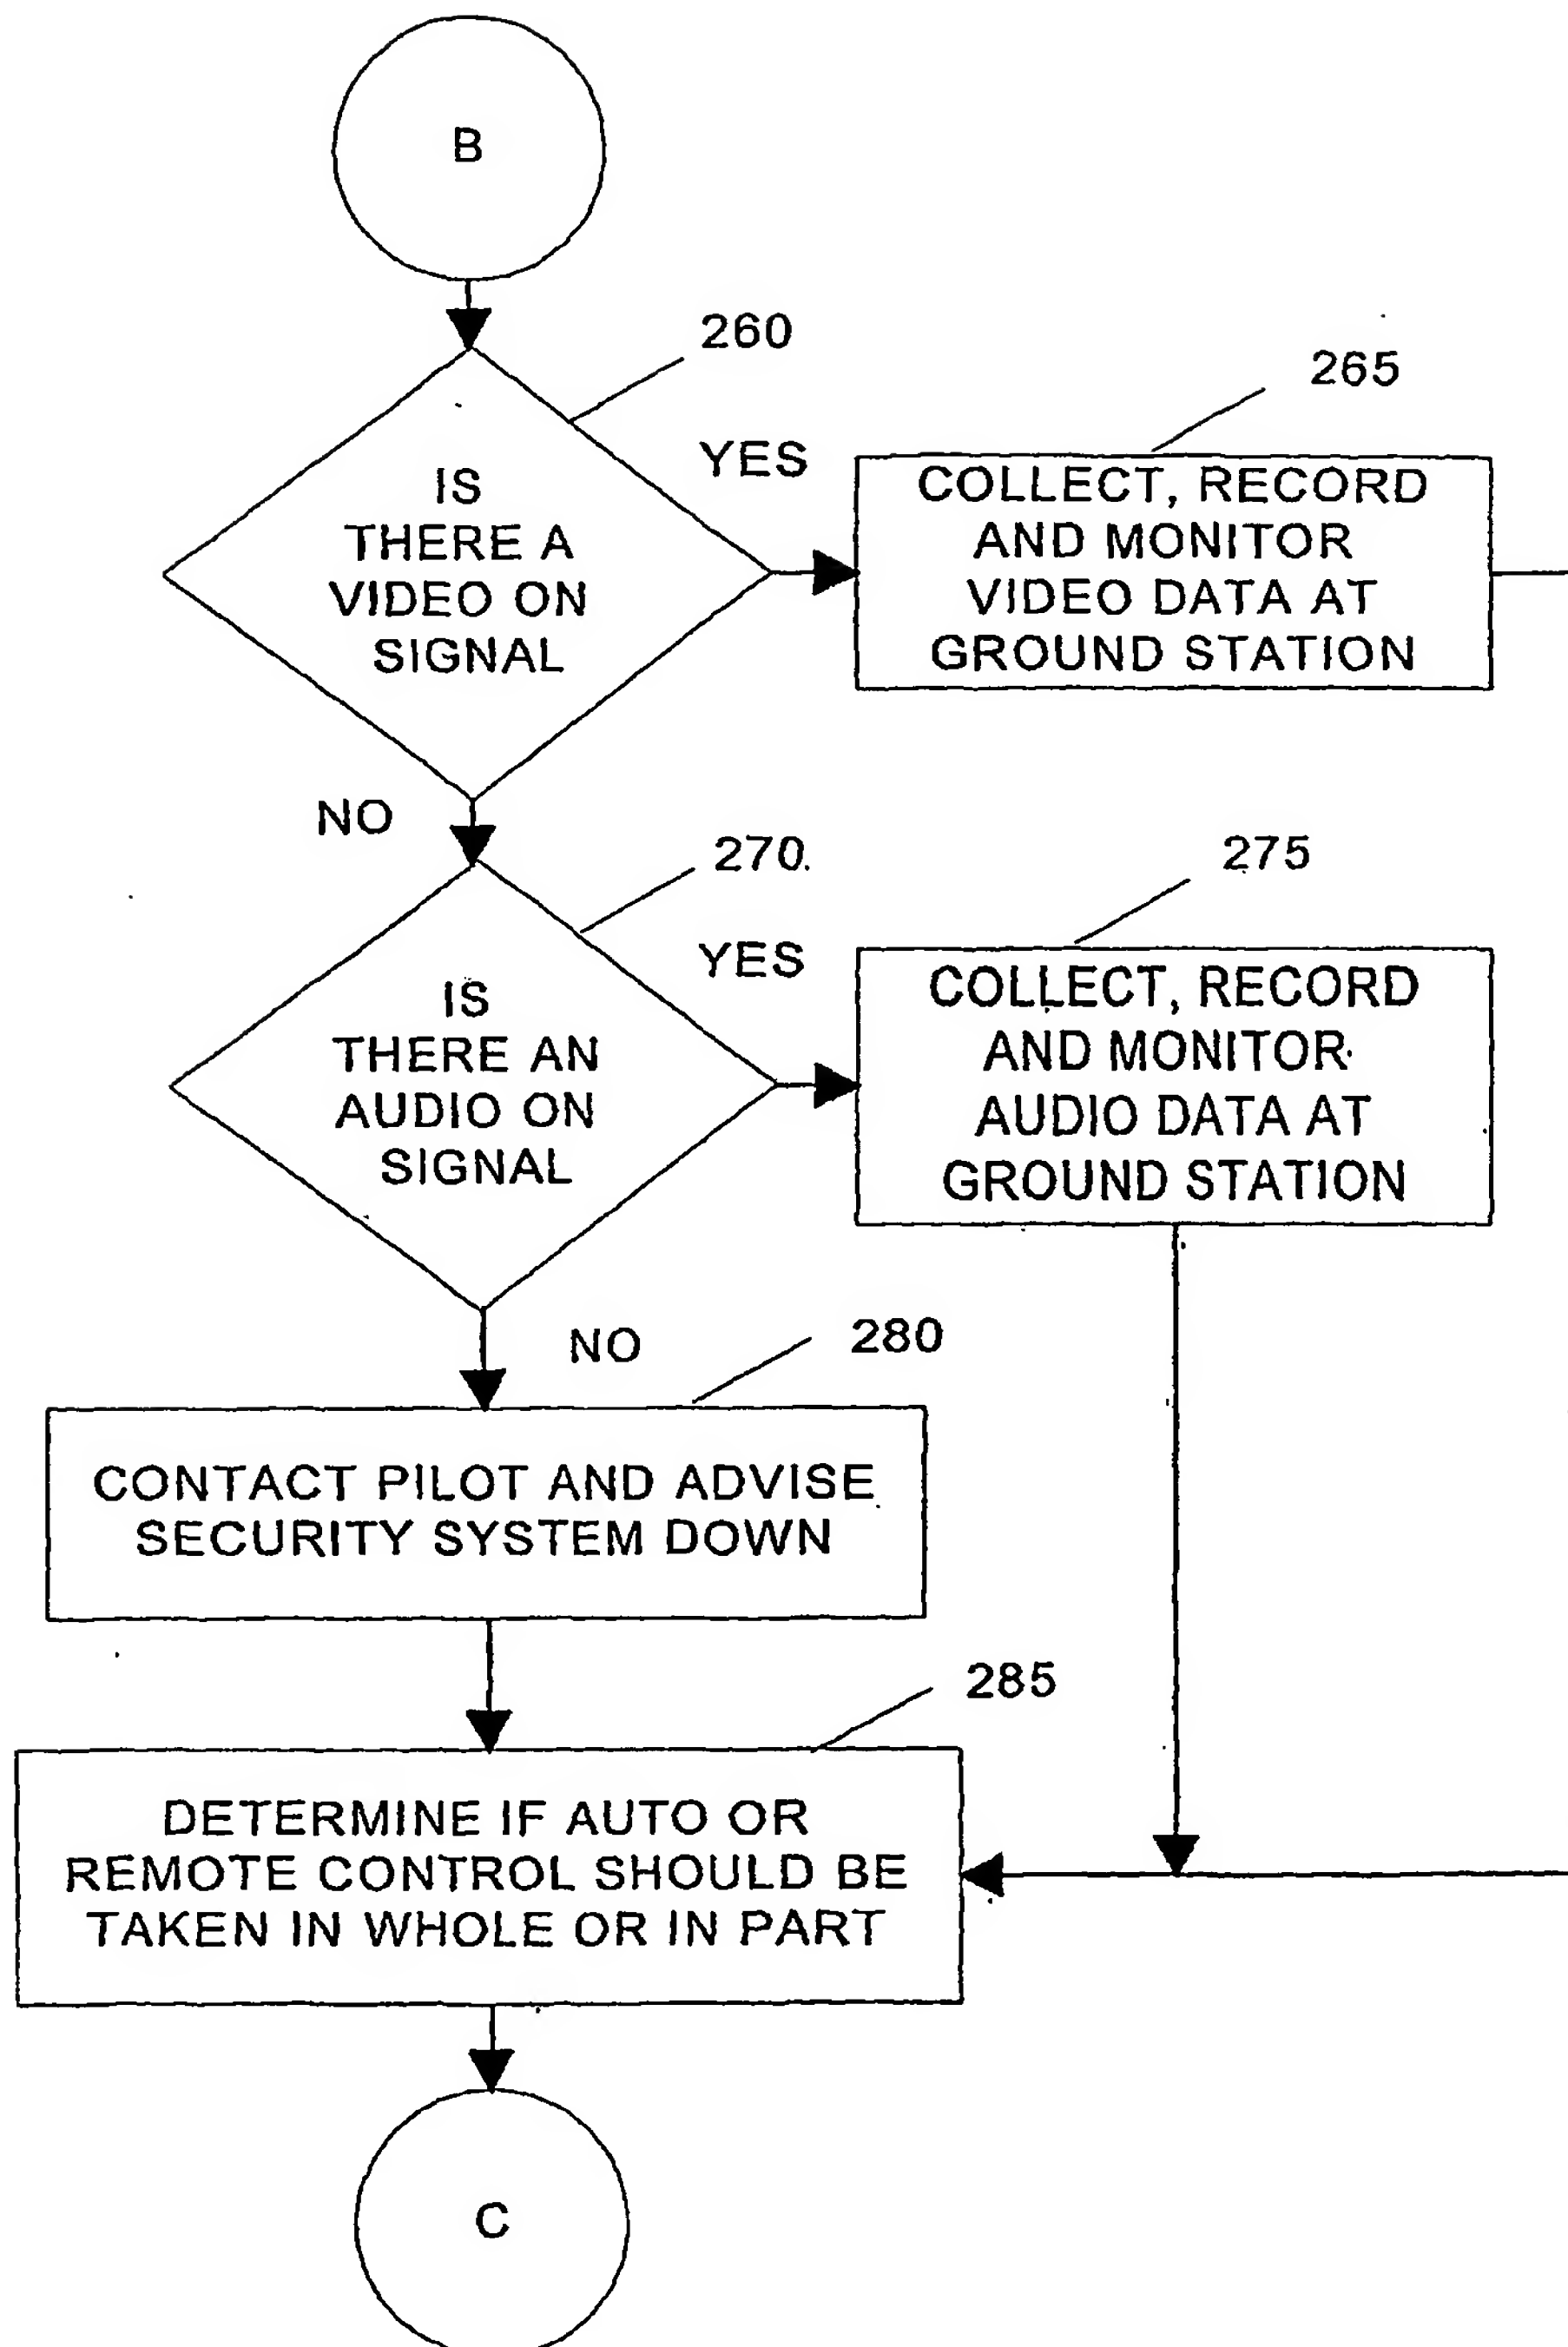 B
260
265
IS
THERE A
VIDEO ON
SIGNAL
YES
COLLECT, RECORD
AND MONITOR
VIDEO DATA AT
GROUND STATION
NO
270
275
IS
THERE AN
AUDIO ON
SIGNAL
YES
COLLECT, RECORD
AND MONITOR
AUDIO DATA AT
GROUND STATION
NO
280
CONTACT PILOT AND ADVISE
SECURITY SYSTEM DOWN
285
DETERMINE IF AUTO OR
REMOTE CONTROL SHOULD BE
TAKEN IN WHOLE OR IN PART
C